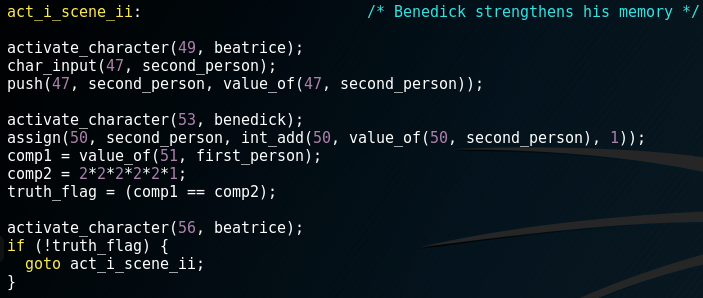 act_i_scene_ii: /* Benedick strengthens his memory */
activate_character(49, beatrice);
char_input(47, second_person);
push(47, second_person, value_of(47, second_person));
activate_character(53, benedick);
assign(50, second_person, int_add(50, value_of(50, second_person), 1));
comp1 = value_of(51, first_person);
comp2 = 2*2*2*2*2*1;
truth_flag = (comp1 == comp2);
activate_character(56, beatrice);
if (!truth_flag) {
  goto act_i_scene_ii;
}